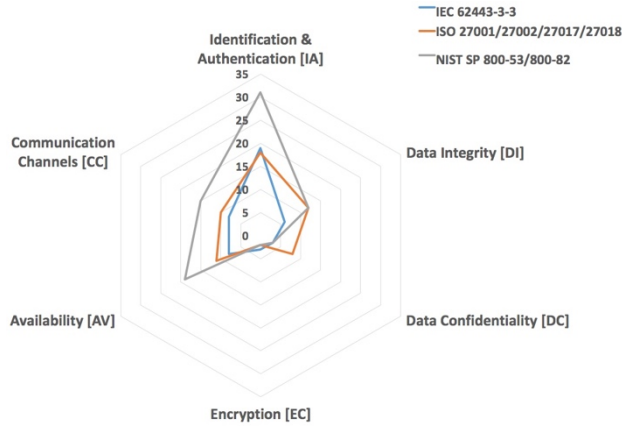 IEC 62443-3-3
ISO 27001/27002/27017/27018
NIST SP 800-53/800-82
Identification &
Authentication [IA]
35
30
25
20
15
10
5
0
Communication
Channels [CC]
Data Integrity [DI]
Availability [AV]
Data Confidentiality [DC]
Encryption [EC]